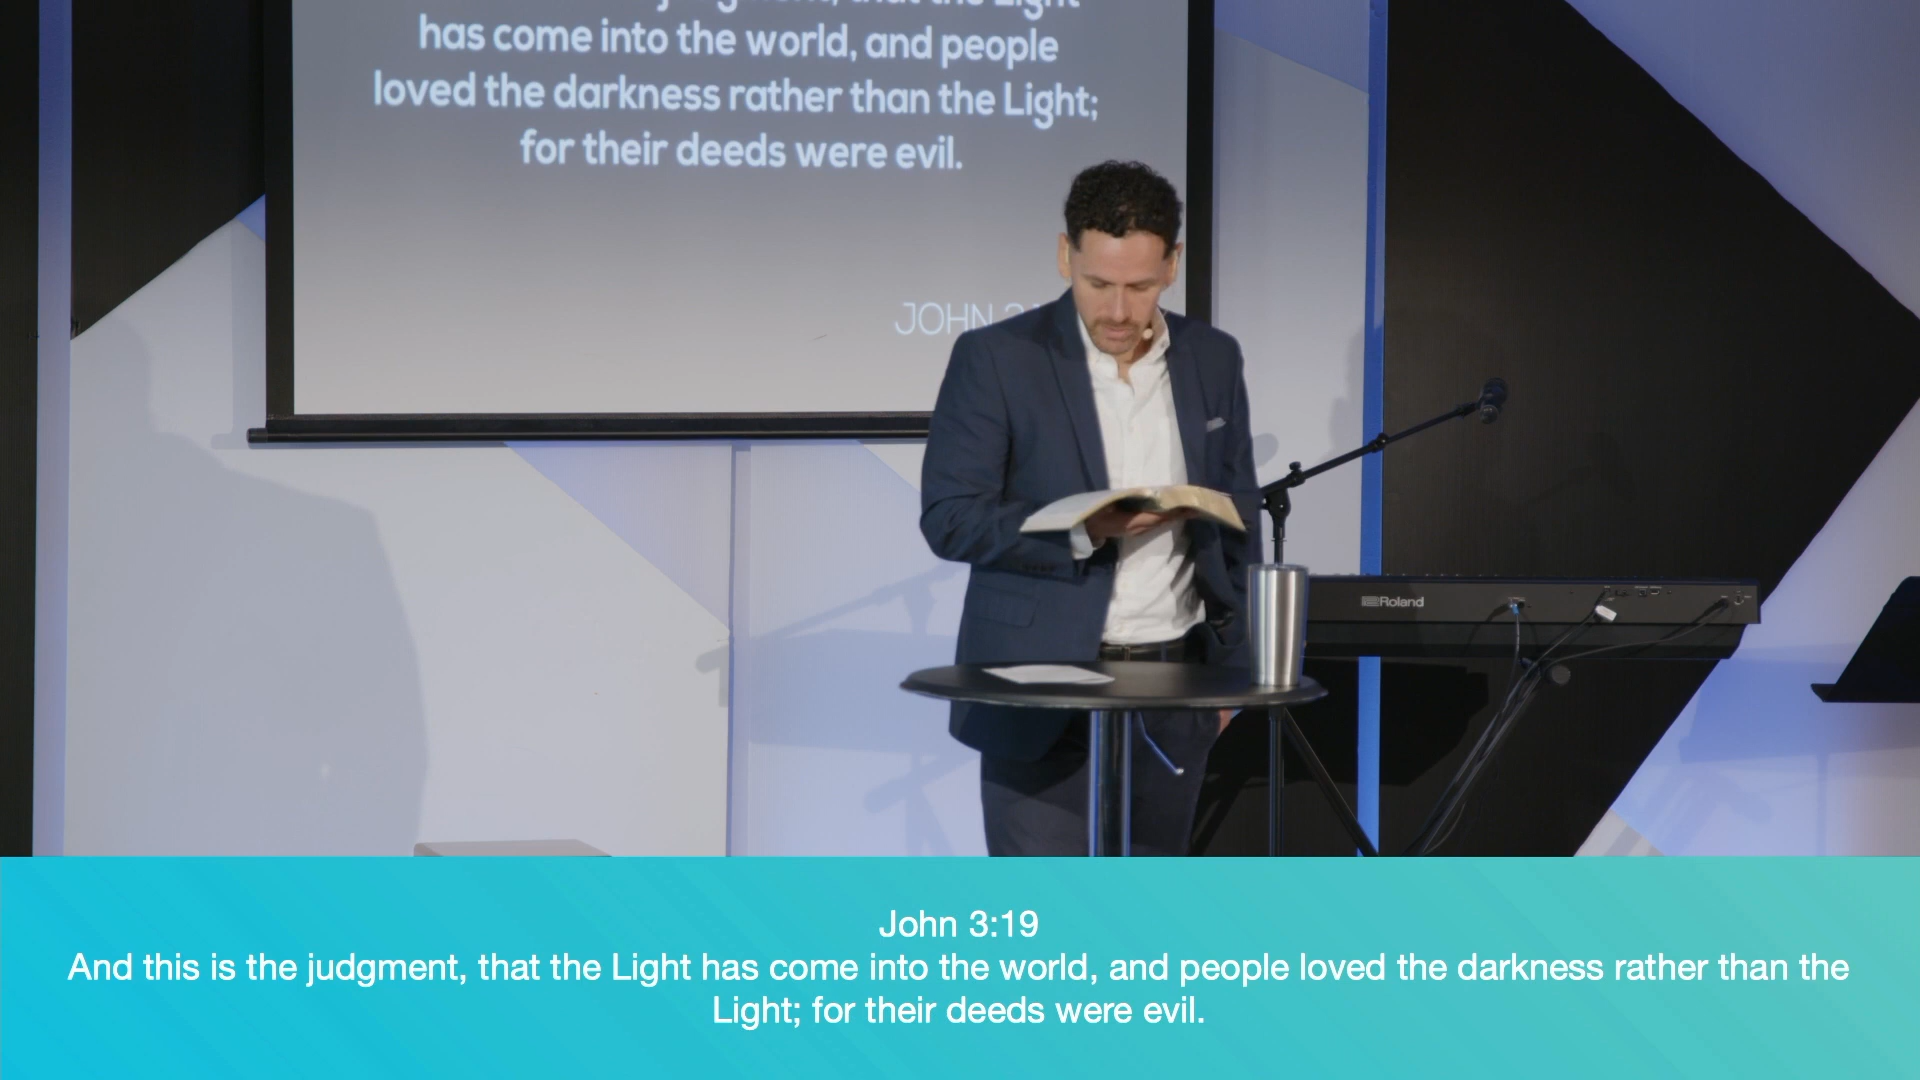 has come into the world, and people
loved the darkness rather than the Light;
for their deeds were evil.
JOHN
Roland
John 3:19
And this is the judgment, that the Light has come into the world, and people loved the darkness rather than the
Light; for their deeds were evil.